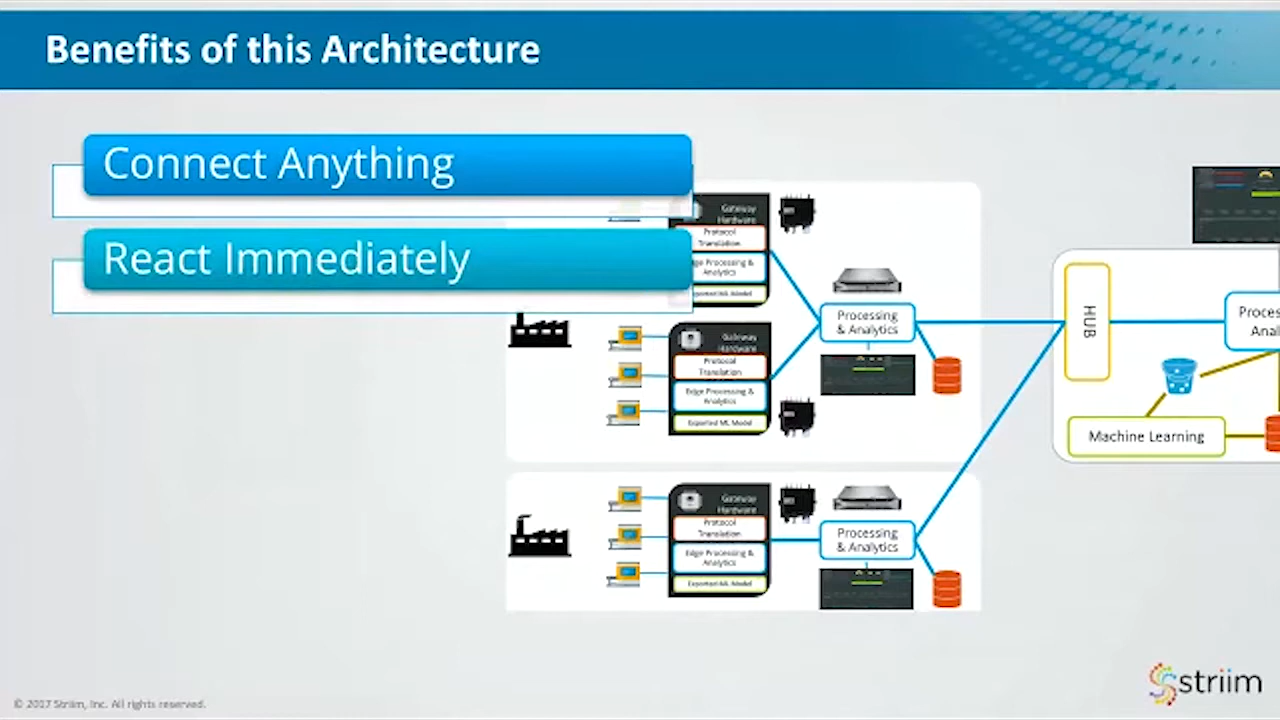 Benefits of this Architecture
Connect Anything
React Immediately
Gateway
Hardware
Protocol
Translation
Edge Processing &
Analytics
Exported ML Model
Processing
& Analytics
Gateway
Hardware
Protocol
Translation
Edge Processing &
Analytics
Exported ML Model
HUB
Machine Learning
Gateway
Hardware
Protocol
Translation
Edge Processing &
Analytics
Exported ML Model
Processing
& Analytics
striim
© 2017 Striim, Inc. All rights reserved.